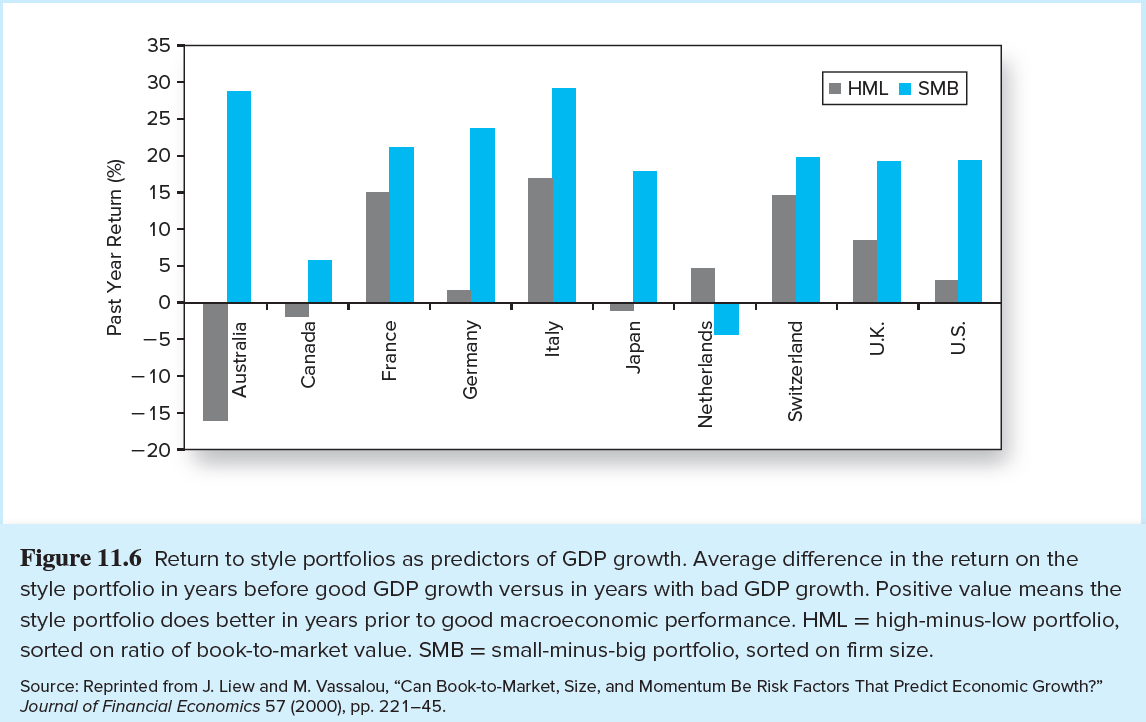 35
30
25
20
15
10
5
0
−5
−10
−15
−20
Past Year Return (%)
HML SMB
Australia
Canada
France
Germany
Italy
Japan
Netherlands
Switzerland
U.K.
U.S.
Figure 11.6 Return to style portfolios as predictors of GDP growth. Average difference in the return on the
style portfolio in years before good GDP growth versus in years with bad GDP growth. Positive value means the
style portfolio does better in years prior to good macroeconomic performance. HML = high-minus-low portfolio,
sorted on ratio of book-to-market value. SMB = small-minus-big portfolio, sorted on firm size.
Source: Reprinted from J. Liew and M. Vassalou, “Can Book-to-Market, Size, and Momentum Be Risk Factors That Predict Economic Growth?”
Journal of Financial Economics 57 (2000), pp. 221–45.